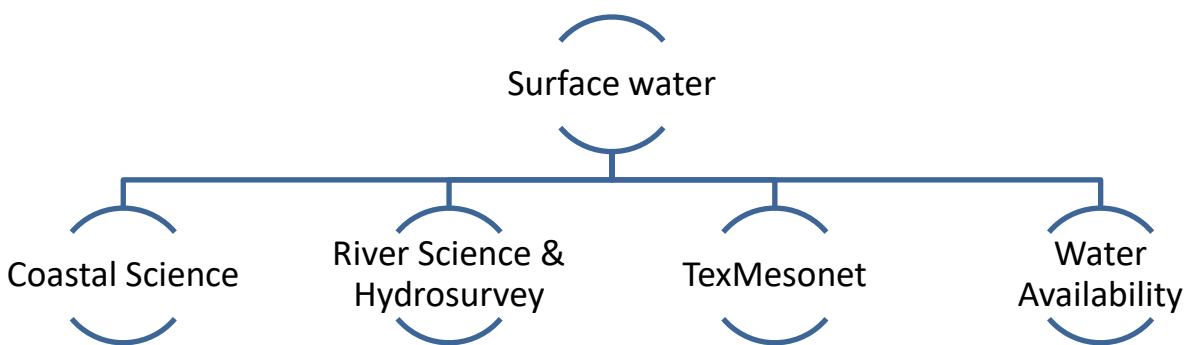 Surface water
Coastal Science
River Science &
Hydrosurvey
TexMesonet
Water
Availability